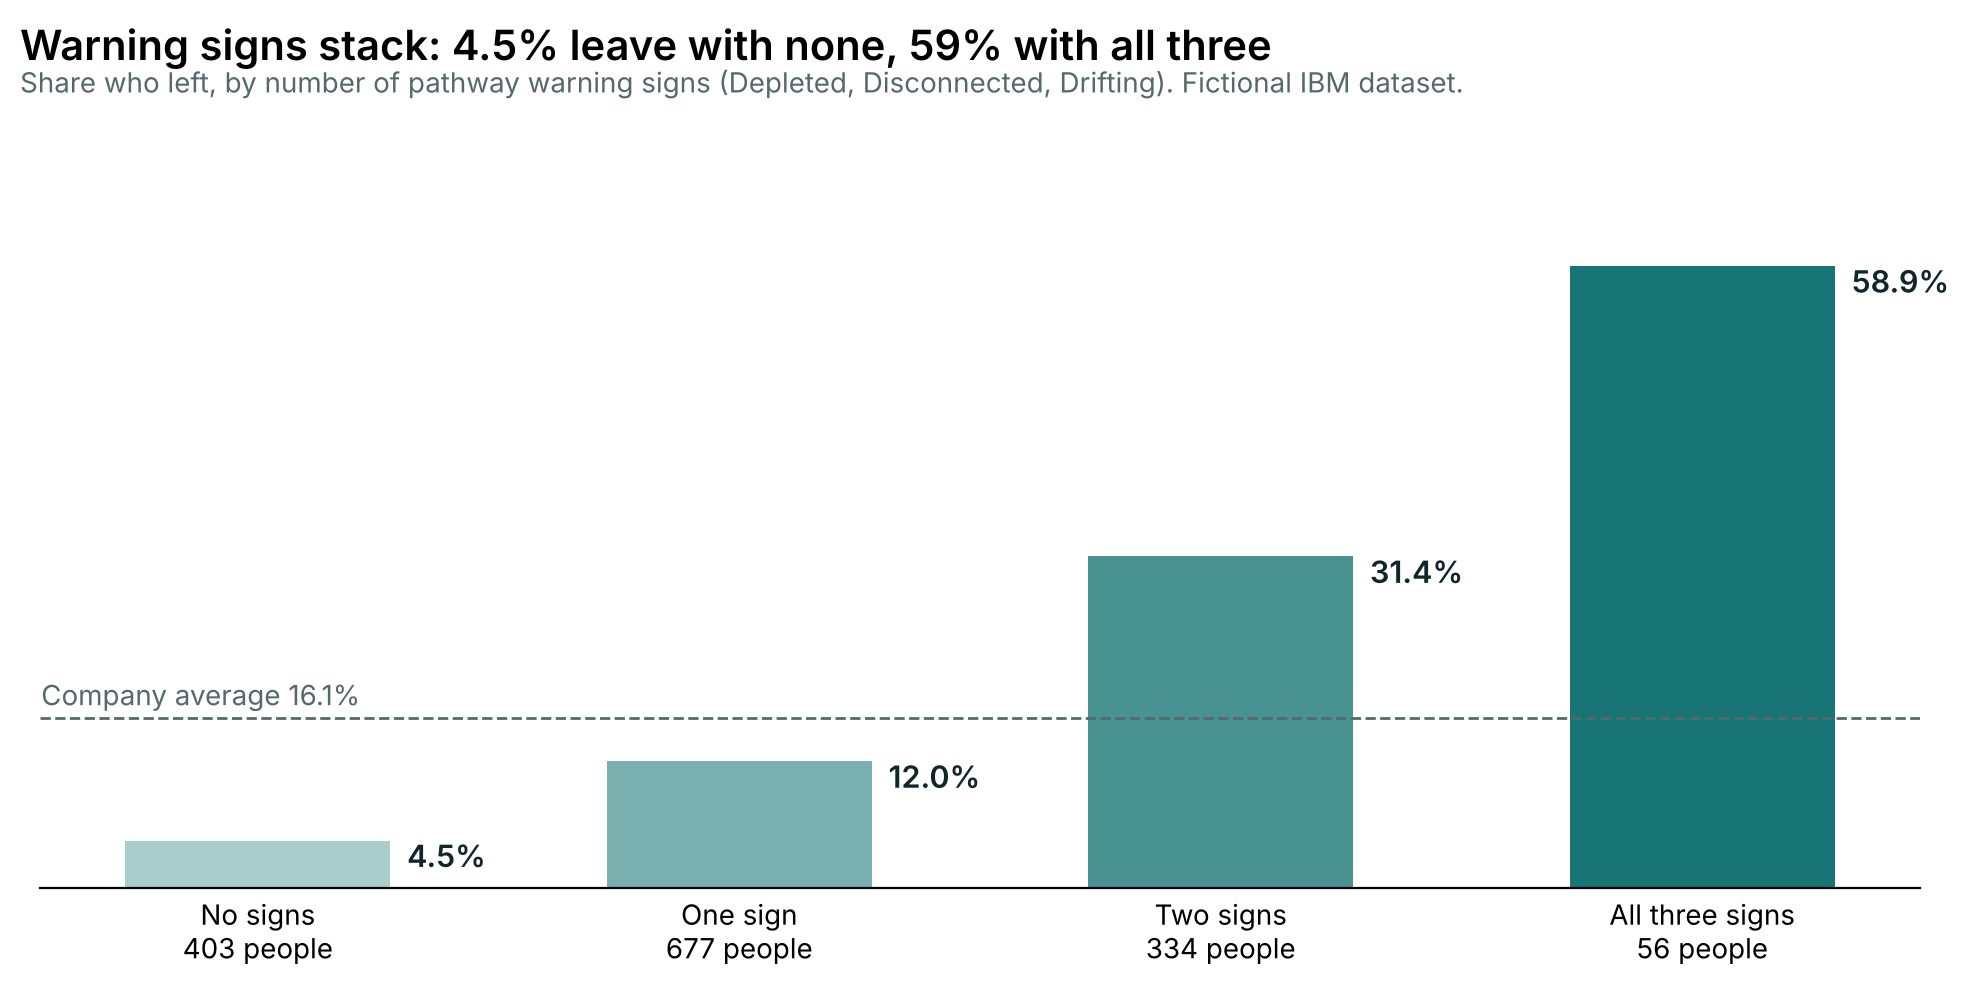 Warning signs stack: 4.5% leave with none, 59% with all three
Share who left, by number of pathway warning signs (Depleted, Disconnected, Drifting). Fictional IBM dataset.
58.9%
31.4%
Company average 16.1%
12.0%
4.5%
No signs
403 people
One sign
677 people
Two signs
334 people
All three signs
56 people